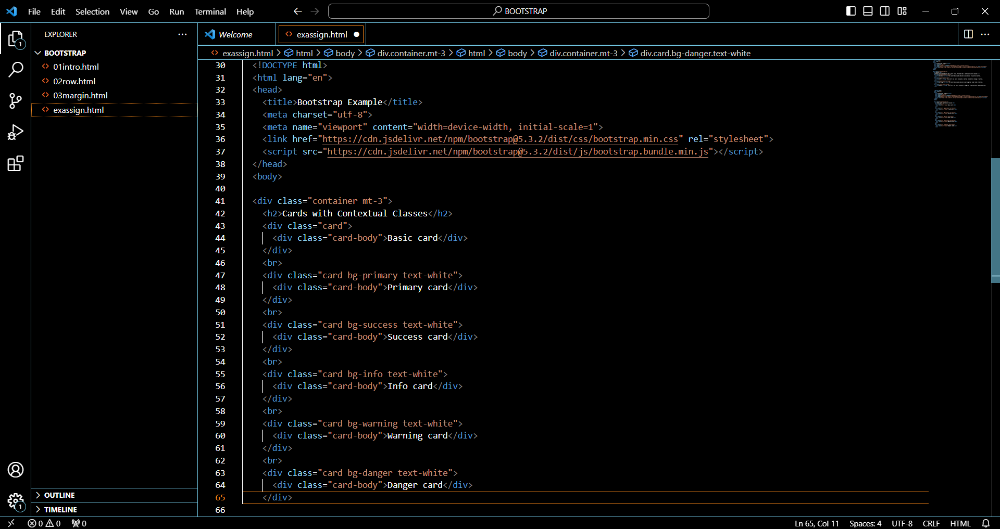 File Edit Selection View Go Run Terminal Help
BOOTSTRAP
EXPLORER
1
BOOTSTRAP
01intro.html
02row.html
03margin.html
exassign.html
OUTLINE
TIMELINE
1
Welcome
exassign.html
exassign.html > html > body > div.container.mt-3 > html > body > div.container.mt-3 > div.card.bg-danger.text-white
30 <!DOCTYPE html>
31 <html lang="en">
32 <head>
33 <title>Bootstrap Example</title>
34 <meta charset="utf-8">
35 <meta name="viewport" content="width=device-width, initial-scale=1">
36 <link href="https://cdn.jsdelivr.net/npm/bootstrap@5.3.2/dist/css/bootstrap.min.css" rel="stylesheet">
37 <script src="https://cdn.jsdelivr.net/npm/bootstrap@5.3.2/dist/js/bootstrap.bundle.min.js"></script>
38 </head>
39 <body>
40
41 <div class="container mt-3">
42 <h2>Cards with Contextual Classes</h2>
43 <div class="card">
44 <div class="card-body">Basic card</div>
45 </div>
46 <br>
47 <div class="card bg-primary text-white">
48 <div class="card-body">Primary card</div>
49 </div>
50 <br>
51 <div class="card bg-success text-white">
52 <div class="card-body">Success card</div>
53 </div>
54 <br>
55 <div class="card bg-info text-white">
56 <div class="card-body">Info card</div>
57 </div>
58 <br>
59 <div class="card bg-warning text-white">
60 <div class="card-body">Warning card</div>
61 </div>
62 <br>
63 <div class="card bg-danger text-white">
64 <div class="card-body">Danger card</div>
65 </div>
66
0 0 0
Ln 65, Col 11 Spaces: 4 UTF-8 CRLF HTML